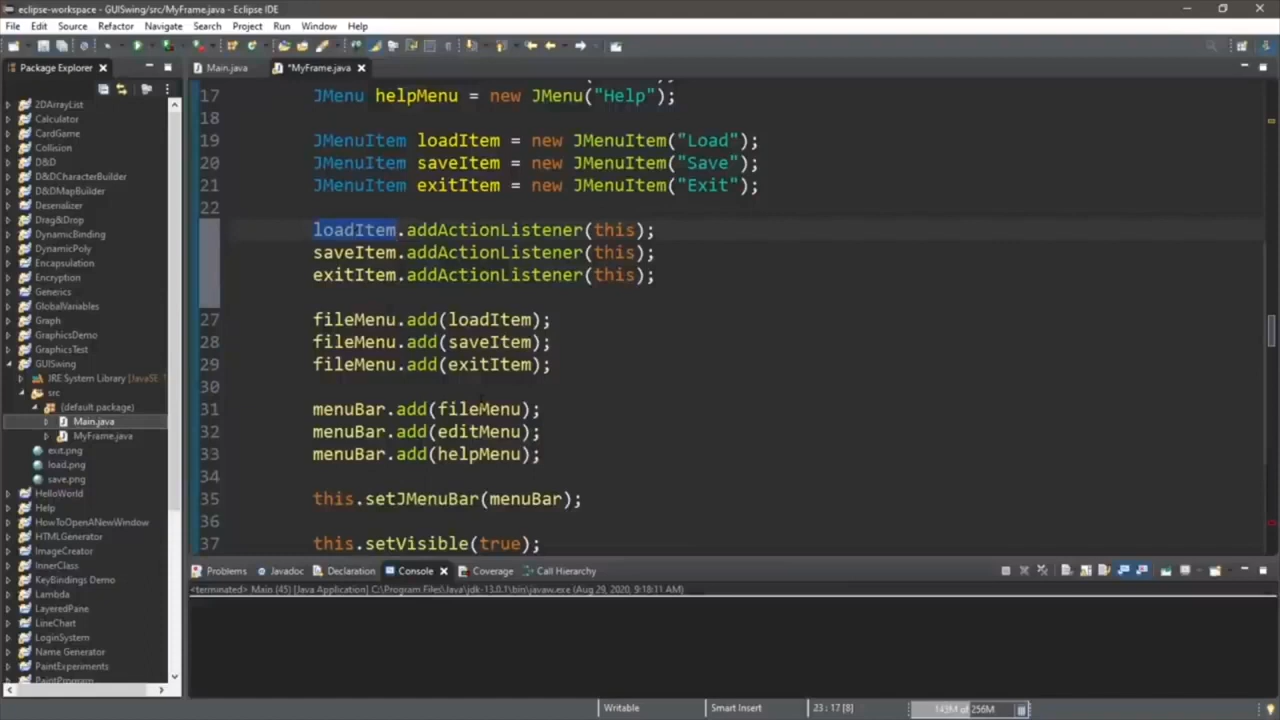 eclipse-workspace - GUISwing/src/MyFrame.java - Eclipse IDE
File Edit Source Refactor Navigate Search Project Run Window Help
Package Explorer
Main.java *MyFrame.java
2DArrayList
Calculator
CardGame
Collision
D&D
D&DCharacterBuilder
D&DMapBuilder
Deserializer
Drag&Drop
DynamicBinding
DynamicPoly
Encapsulation
Encryption
Generics
GlobalVariables
Graph
GraphicsDemo
GraphicsTest
GUISwing
JRE System Library [JavaSE
src
(default package)
Main.java
MyFrame.java
exit.png
load.png
save.png
HelloWorld
Help
HowToOpenANewWindow
HTMLGenerator
ImageCreator
InnerClass
KeyBindings Demo
Lambda
LayeredPane
LineChart
LoginSystem
Name Generator
PaintExperiments
PaintProgram
17 JMenu helpMenu = new JMenu("Help");
18
19 JMenuItem loadItem = new JMenuItem("Load");
20 JMenuItem saveItem = new JMenuItem("Save");
21 JMenuItem exitItem = new JMenuItem("Exit");
22
loadItem.addActionListener(this);
saveItem.addActionListener(this);
exitItem.addActionListener(this);
27 fileMenu.add(loadItem);
28 fileMenu.add(saveItem);
29 fileMenu.add(exitItem);
30
31 menuBar.add(fileMenu);
32 menuBar.add(editMenu);
33 menuBar.add(helpMenu);
34
35 this.setJMenuBar(menuBar);
36
37 this.setVisible(true);
Problems Javadoc Declaration Console Coverage Call Hierarchy
<terminated> Main (45) [Java Application] C:\Program Files\Java\jdk-13.0.1\bin\javaw.exe (Aug 29, 2020, 9:18:11 AM)
Writable Smart Insert 23 : 17 [8] 143M of 256M